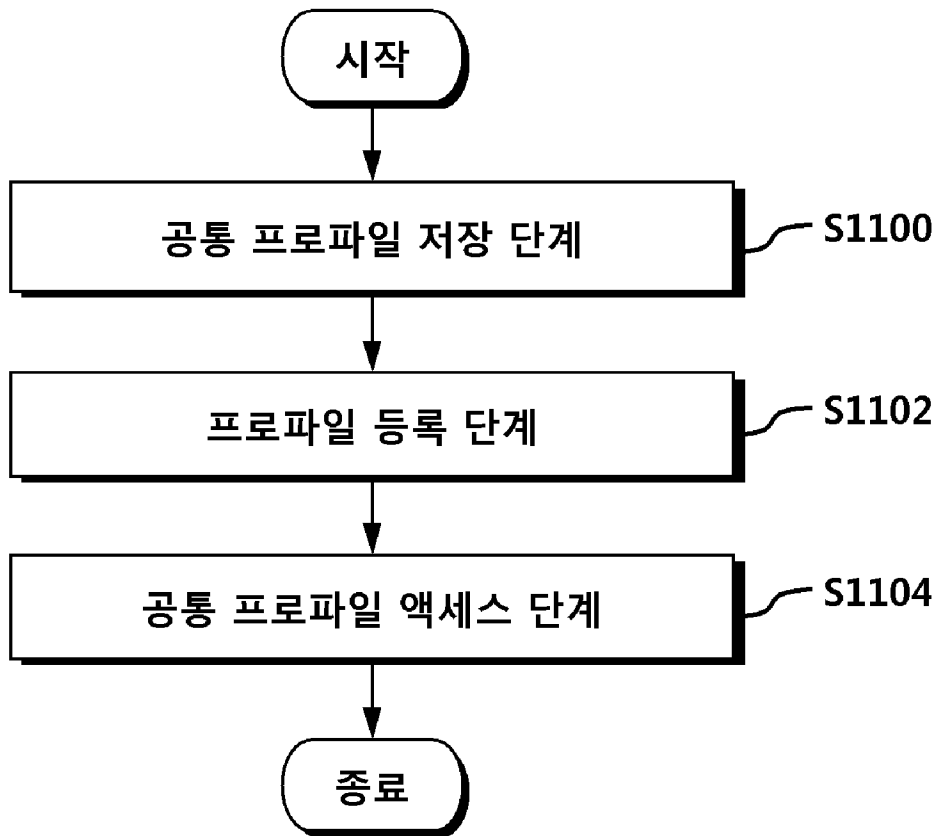 시작
공통 프로파일 저장 단계
S1100
프로파일 등록 단계
S1102
공통 프로파일 액세스 단계
S1104
종료